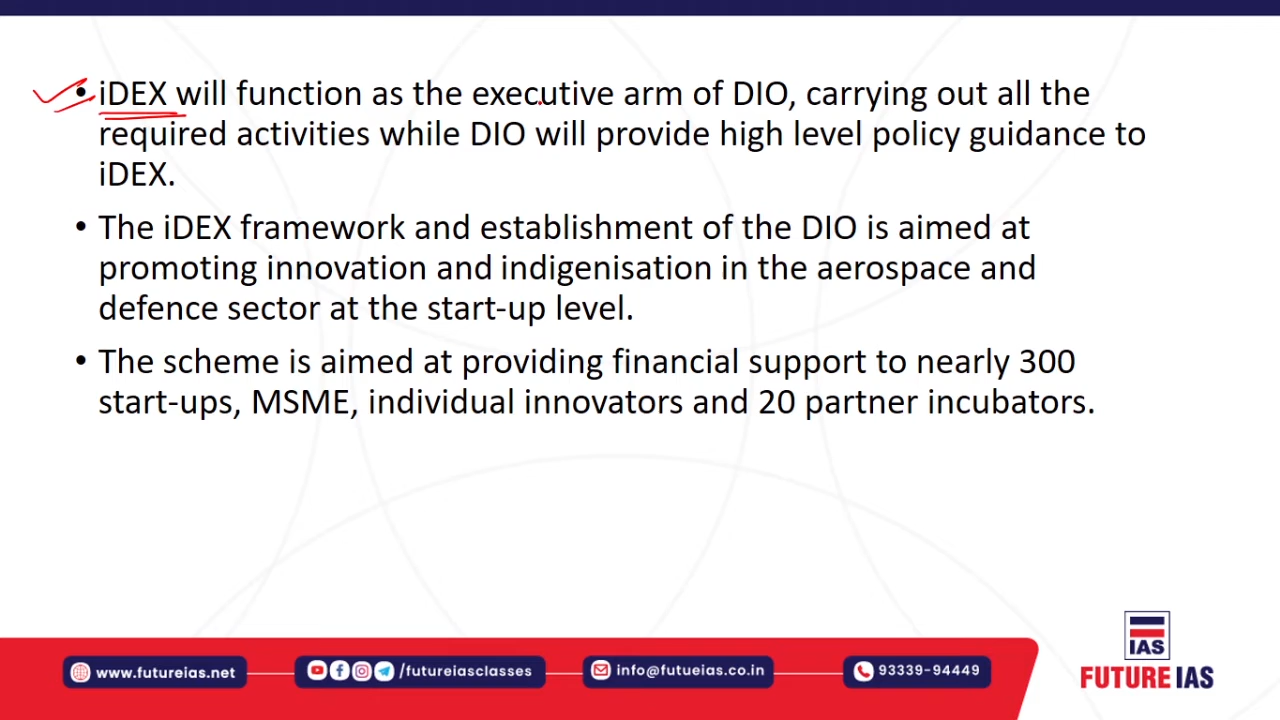 • iDEX will function as the executive arm of DIO, carrying out all the
required activities while DIO will provide high level policy guidance to
iDEX.
• The iDEX framework and establishment of the DIO is aimed at
promoting innovation and indigenisation in the aerospace and
defence sector at the start-up level.
• The scheme is aimed at providing financial support to nearly 300
start-ups, MSME, individual innovators and 20 partner incubators.
www.futureias.net
/futureiasclasses
info@futueias.co.in
93339-94449
IAS
FUTURE IAS